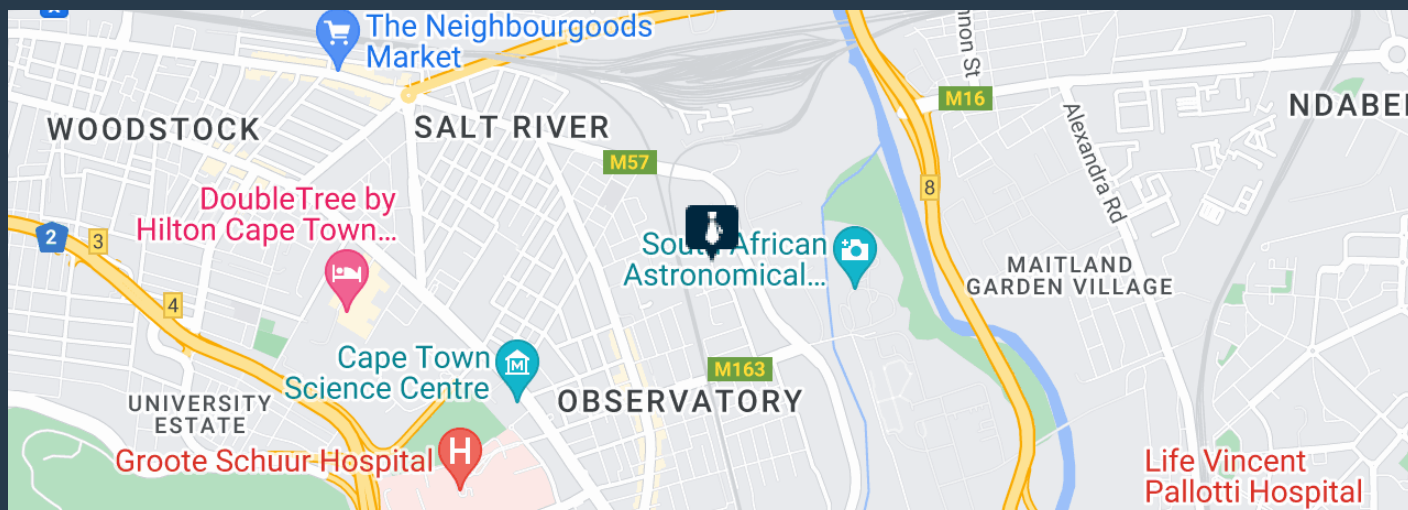 The Neighbourgoods
Market
nnon St
M16
WOODSTOCK
SALT RIVER
NDABE
M57
Alexandra Rd
DoubleTree by
Hilton Cape Town...
8
2
3
South African
Astronomical...
MAITLAND
GARDEN VILLAGE
4
Cape Town
Science Centre
M
M163
UNIVERSITY
ESTATE
OBSERVATORY
Groote Schuur Hospital
H
Life Vincent
Pallotti Hospital